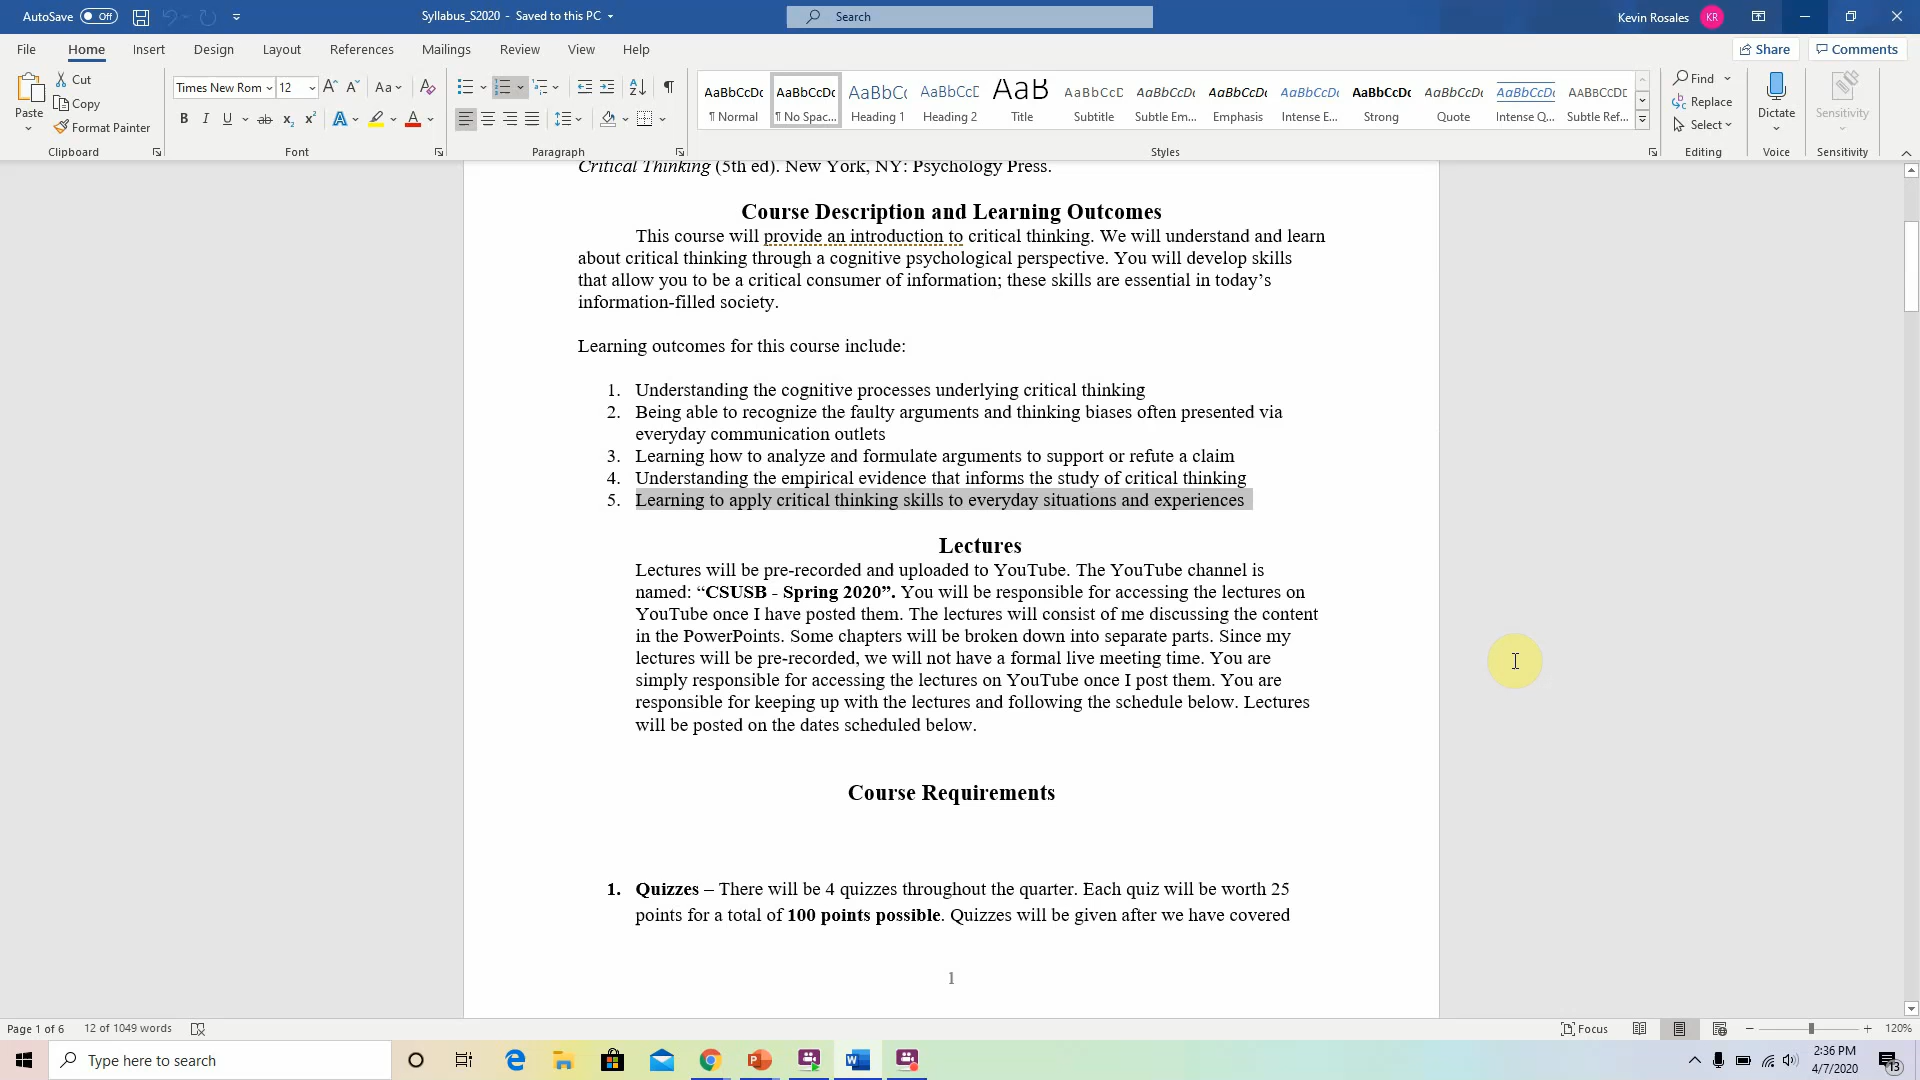 AutoSave Off
Syllabus_S2020 - Saved to this PC
Search
Kevin Rosales KR
File Home Insert Design Layout References Mailings Review View Help
Share Comments
Paste
Cut
Copy
Format Painter
Times New Rom 12
AaBbCcDc ¶ Normal
AaBbCcDc ¶ No Spac...
AaBbCc Heading 1
AaBbCcD Heading 2
AaB Title
AaBbCcD Subtitle
AaBbCcDc Subtle Em...
AaBbCcDc Emphasis
AaBbCcDc Intense E...
AaBbCcDc Strong
AaBbCcDc Quote
AaBbCcDc Intense Q...
AaBbCcDc Subtle Ref...
Find
Replace
Select
Dictate
Sensitivity
Clipboard Font Paragraph Styles Editing Voice Sensitivity
Critical Thinking (5th ed). New York, NY: Psychology Press.
Course Description and Learning Outcomes
This course will provide an introduction to critical thinking. We will understand and learn
about critical thinking through a cognitive psychological perspective. You will develop skills
that allow you to be a critical consumer of information; these skills are essential in today’s
information-filled society.
Learning outcomes for this course include:
1. Understanding the cognitive processes underlying critical thinking
2. Being able to recognize the faulty arguments and thinking biases often presented via
everyday communication outlets
3. Learning how to analyze and formulate arguments to support or refute a claim
4. Understanding the empirical evidence that informs the study of critical thinking
5. Learning to apply critical thinking skills to everyday situations and experiences
Lectures
Lectures will be pre-recorded and uploaded to YouTube. The YouTube channel is
named: “CSUSB - Spring 2020”. You will be responsible for accessing the lectures on
YouTube once I have posted them. The lectures will consist of me discussing the content
in the PowerPoints. Some chapters will be broken down into separate parts. Since my
lectures will be pre-recorded, we will not have a formal live meeting time. You are
simply responsible for accessing the lectures on YouTube once I post them. You are
responsible for keeping up with the lectures and following the schedule below. Lectures
will be posted on the dates scheduled below.
Course Requirements
1. Quizzes – There will be 4 quizzes throughout the quarter. Each quiz will be worth 25
points for a total of 100 points possible. Quizzes will be given after we have covered
1
Page 1 of 6 12 of 1049 words Focus 120%
Type here to search
2:36 PM
4/7/2020
13